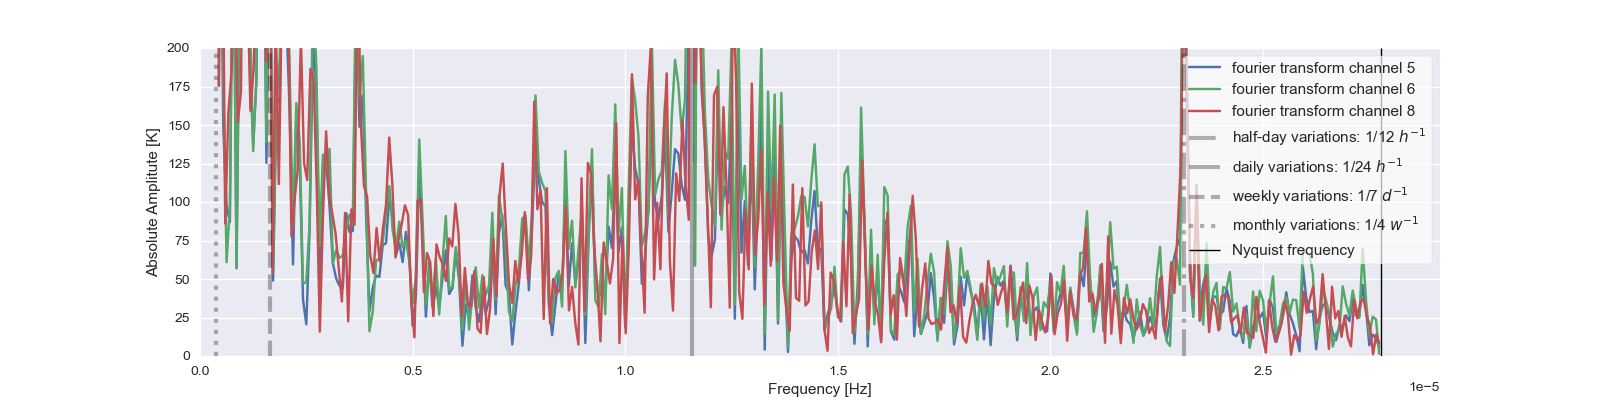 200
175
150
125
100
75
50
25
0
Absolute Amplitude [K]
0.0
0.5
1.0
1.5
2.0
2.5
1e−5
Frequency [Hz]
fourier transform channel 5
fourier transform channel 6
fourier transform channel 8
half-day variations: 1/12 h⁻¹
daily variations: 1/24 h⁻¹
weekly variations: 1/7 d⁻¹
monthly variations: 1/4 w⁻¹
Nyquist frequency